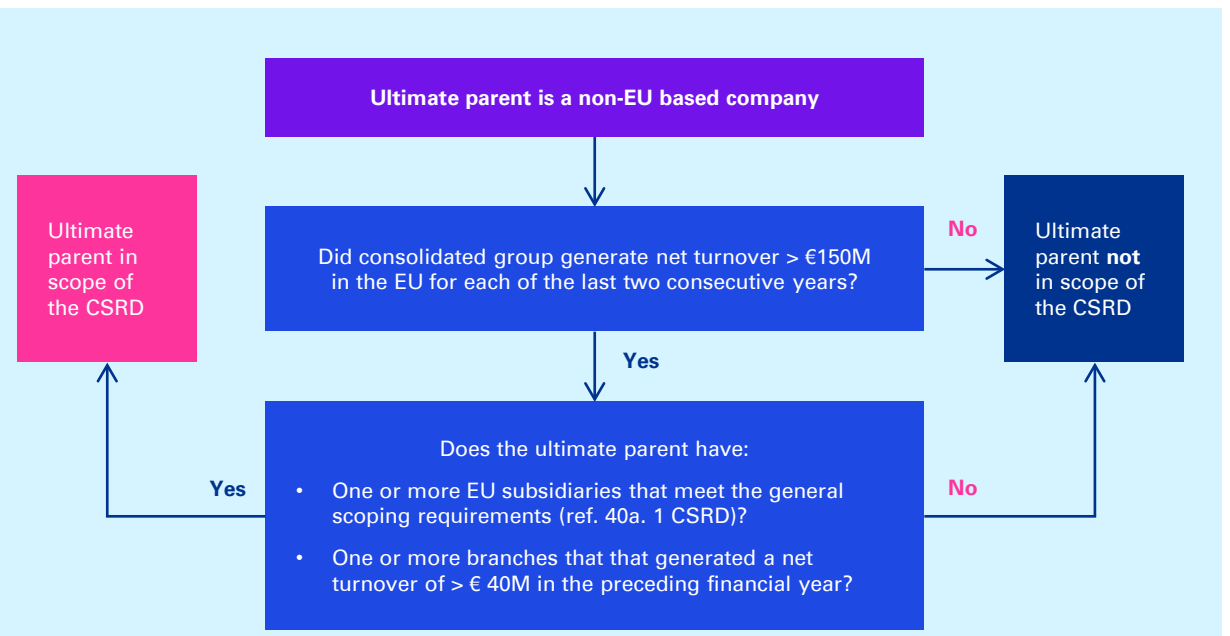 Ultimate parent is a non-EU based company
Ultimate
parent in
scope of
the CSRD
Did consolidated group generate net turnover > €150M
in the EU for each of the last two consecutive years?
No
Ultimate
parent not
in scope of
the CSRD
Yes
Does the ultimate parent have:
Yes
• One or more EU subsidiaries that meet the general
scoping requirements (ref. 40a. 1 CSRD)?
• One or more branches that that generated a net
turnover of > € 40M in the preceding financial year?
No